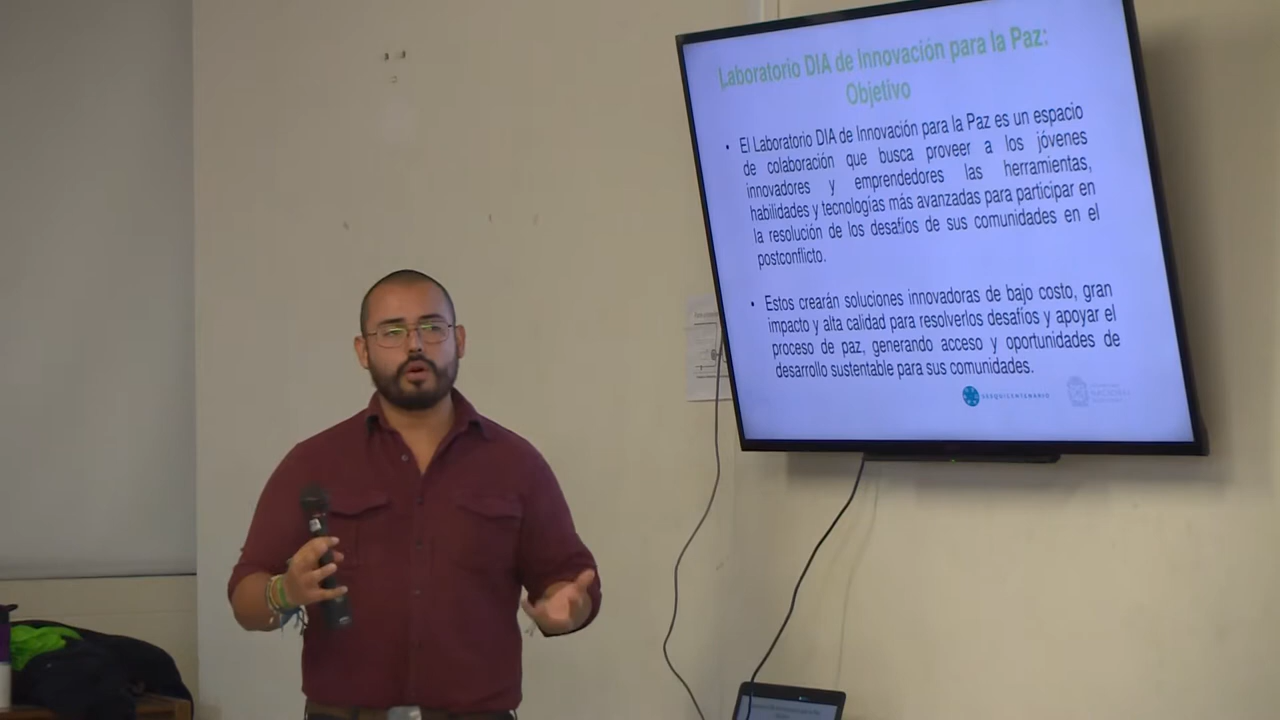 Laboratorio DIA de Innovación para la Paz:
Objetivo
• El Laboratorio DIA de Innovación para la Paz es un espacio
de colaboración que busca proveer a los jóvenes
innovadores y emprendedores las herramientas,
habilidades y tecnologías más avanzadas para participar en
la resolución de los desafíos de sus comunidades en el
postconflicto.
• Estos crearán soluciones innovadoras de bajo costo, gran
impacto y alta calidad para resolverlos desafíos y apoyar el
proceso de paz, generando acceso y oportunidades de
desarrollo sustentable para sus comunidades.
SESQUICENTENARIO
NACIONAL